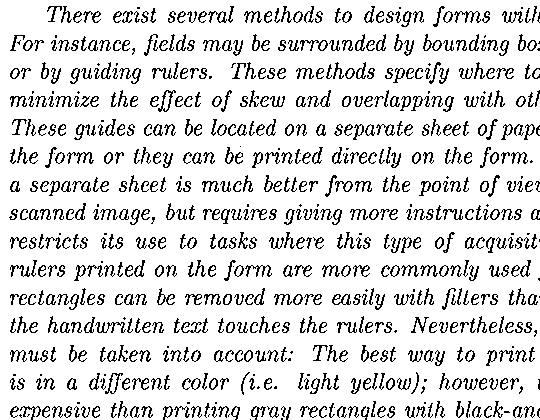 There exist several methods to design forms with
For instance, fields may be surrounded by bounding bo
or by guiding rulers. These methods specify where to
minimize the effect of skew and overlapping with oth
These guides can be located on a separate sheet of pape
the form or they can be printed directly on the form.
a separate sheet is much better from the point of vie
scanned image, but requires giving more instructions a
restricts its use to tasks where this type of acquisit
rulers printed on the form are more commonly used
rectangles can be removed more easily with filters tha
the handwritten text touches the rulers. Nevertheless,
must be taken into account: The best way to print
is in a different color (i.e. light yellow); however,
expensive than printing gray rectangles with black-an